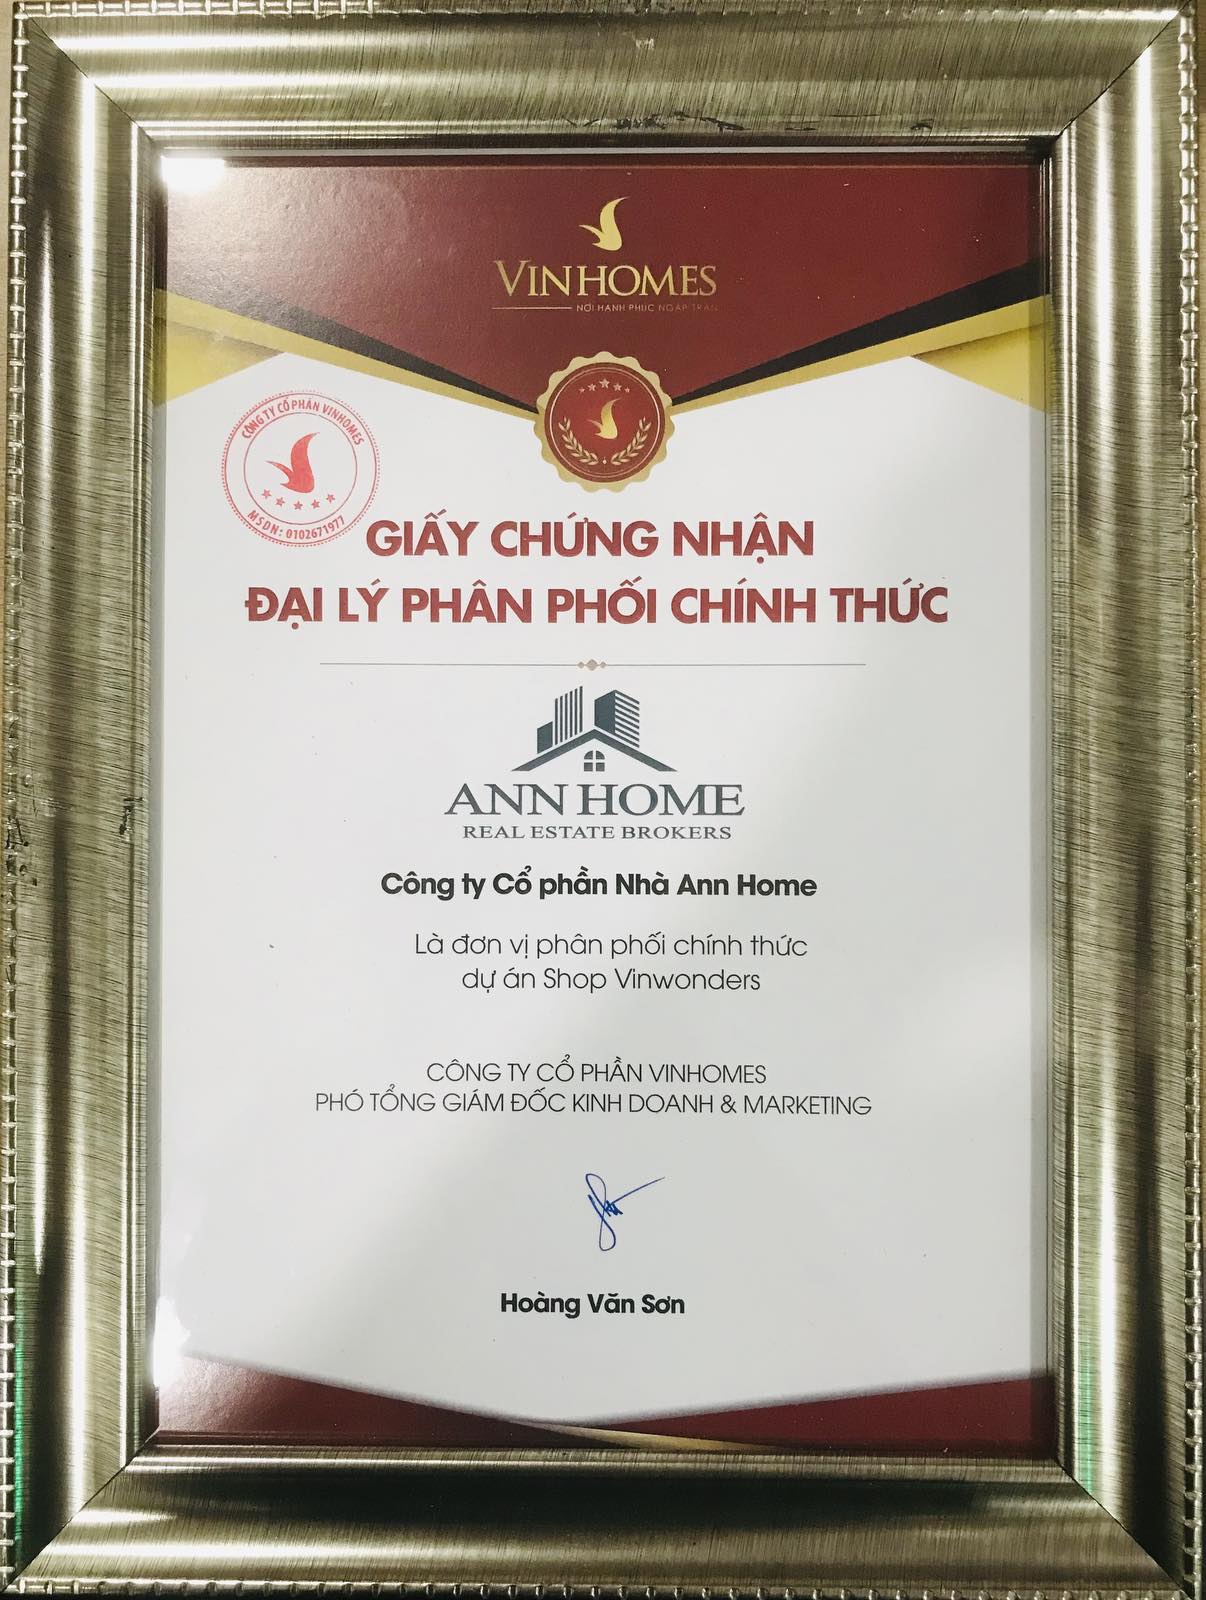 VINHOMES
NƠI HẠNH PHÚC NGẬP TRÀN
CÔNG TY CỔ PHẦN VINHOMES
MSDN: 0102671977
GIẤY CHỨNG NHẬN
ĐẠI LÝ PHÂN PHỐI CHÍNH THỨC
ANN HOME
REAL ESTATE BROKERS
Công ty Cổ phần Nhà Ann Home
Là đơn vị phân phối chính thức
dự án Shop Vinwonders
CÔNG TY CỔ PHẦN VINHOMES
PHÓ TỔNG GIÁM ĐỐC KINH DOANH & MARKETING
Hoàng Văn Sơn